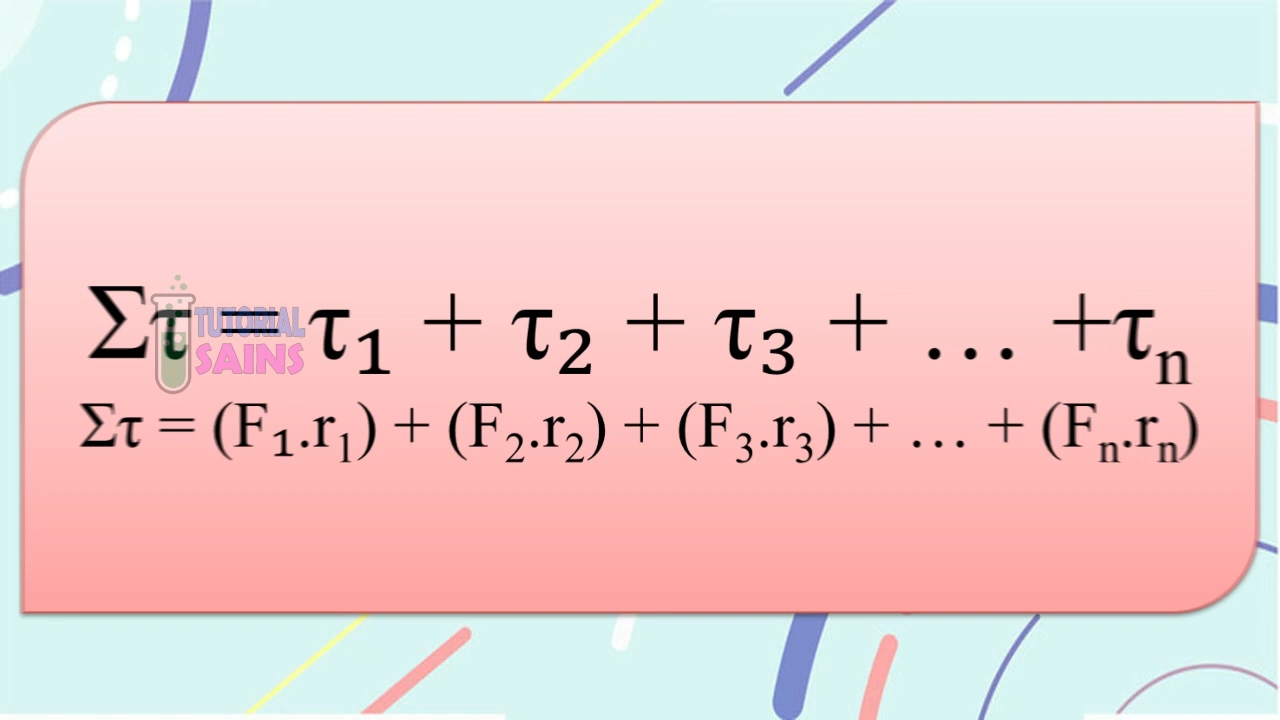 Στ = τ₁ + τ₂ + τ₃ + ... +τₙ
TUTORIAL
SAINS
Στ = (F₁.r₁) + (F₂.r₂) + (F₃.r₃) + ... + (Fₙ.rₙ)